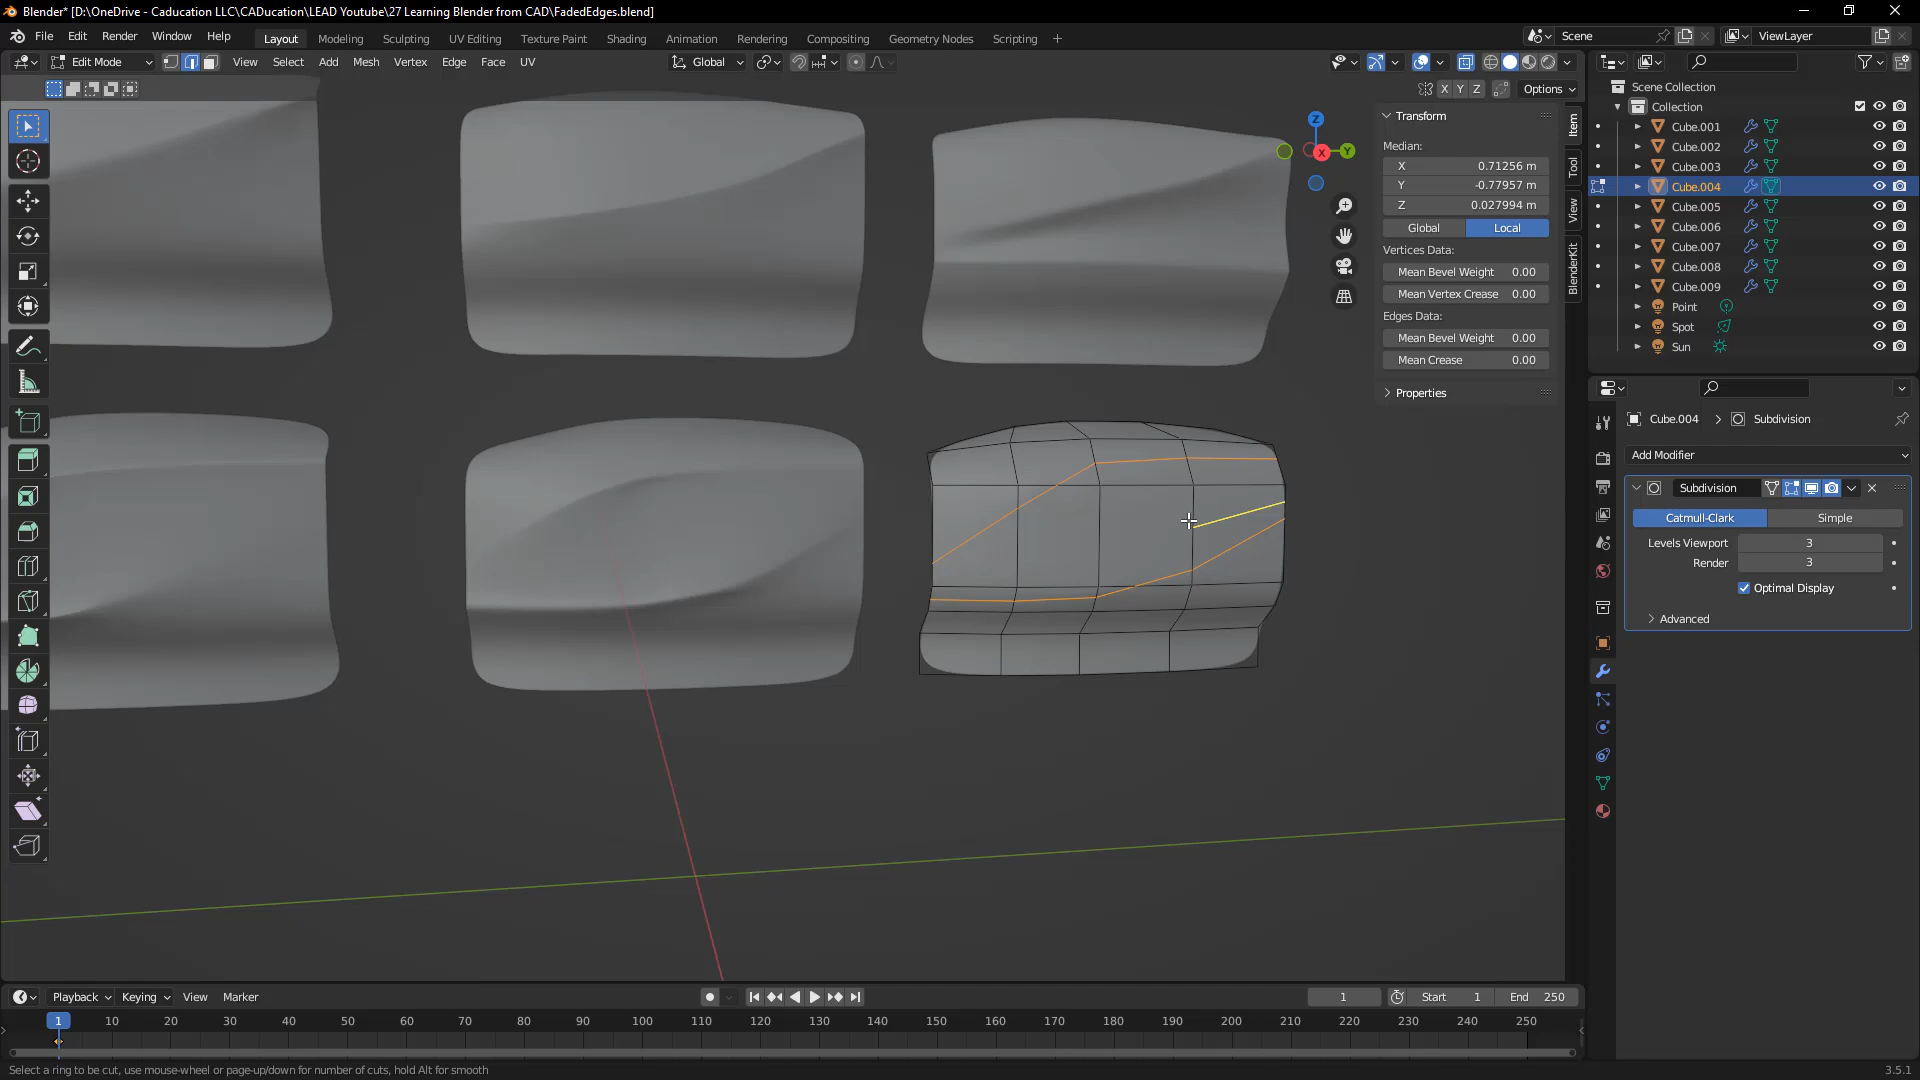 Blender* [D:\OneDrive - Caducation LLC\CADucation\LEAD Youtube\27 Learning Blender from CAD\FadedEdges.blend]
File Edit Render Window Help Layout Modeling Sculpting UV Editing Texture Paint Shading Animation Rendering Compositing Geometry Nodes Scripting + Scene ViewLayer
Edit Mode View Select Add Mesh Vertex Edge Face UV Global
X Y Z Options
Transform
Median:
X 0.71256 m
Y -0.77957 m
Z 0.027994 m
Global Local
Vertices Data:
Mean Bevel Weight 0.00
Mean Vertex Crease 0.00
Edges Data:
Mean Bevel Weight 0.00
Mean Crease 0.00
Properties
Item
Tool
View
BlenderKit
Z
Y
X
Scene Collection
Collection
Cube.001
Cube.002
Cube.003
Cube.004
Cube.005
Cube.006
Cube.007
Cube.008
Cube.009
Point
Spot
Sun
Cube.004 Subdivision
Add Modifier
Subdivision
Catmull-Clark Simple
Levels Viewport 3
Render 3
Optimal Display
Advanced
Playback Keying View Marker 1 Start 1 End 250
1 10 20 30 40 50 60 70 80 90 100 110 120 130 140 150 160 170 180 190 200 210 220 230 240 250
Select a ring to be cut, use mouse-wheel or page-up/down for number of cuts, hold Alt for smooth 3.5.1